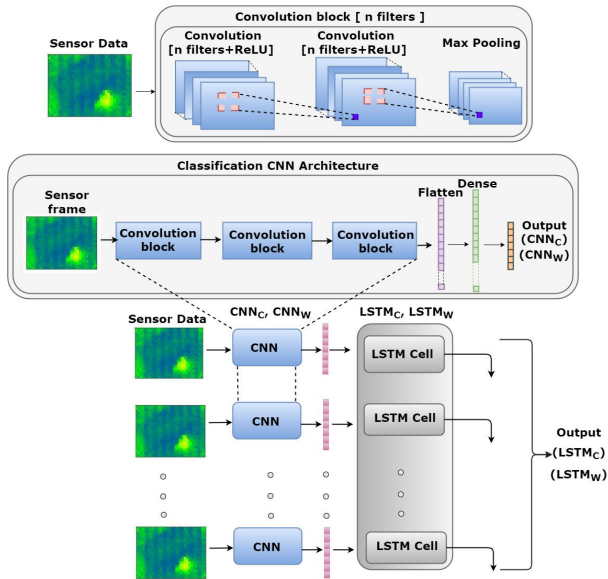 Convolution block [ n filters ]
Sensor Data
Convolution
[n filters+ReLU]
Convolution
[n filters+ReLU]
Max Pooling
Classification CNN Architecture
Sensor
frame
Convolution
block
Convolution
block
Convolution
block
Flatten
Dense
Output
(CNN_C)
(CNN_W)
Sensor Data
CNN_C, CNN_W
LSTM_C, LSTM_W
CNN
LSTM Cell
CNN
LSTM Cell
CNN
LSTM Cell
Output
(LSTM_C)
(LSTM_W)